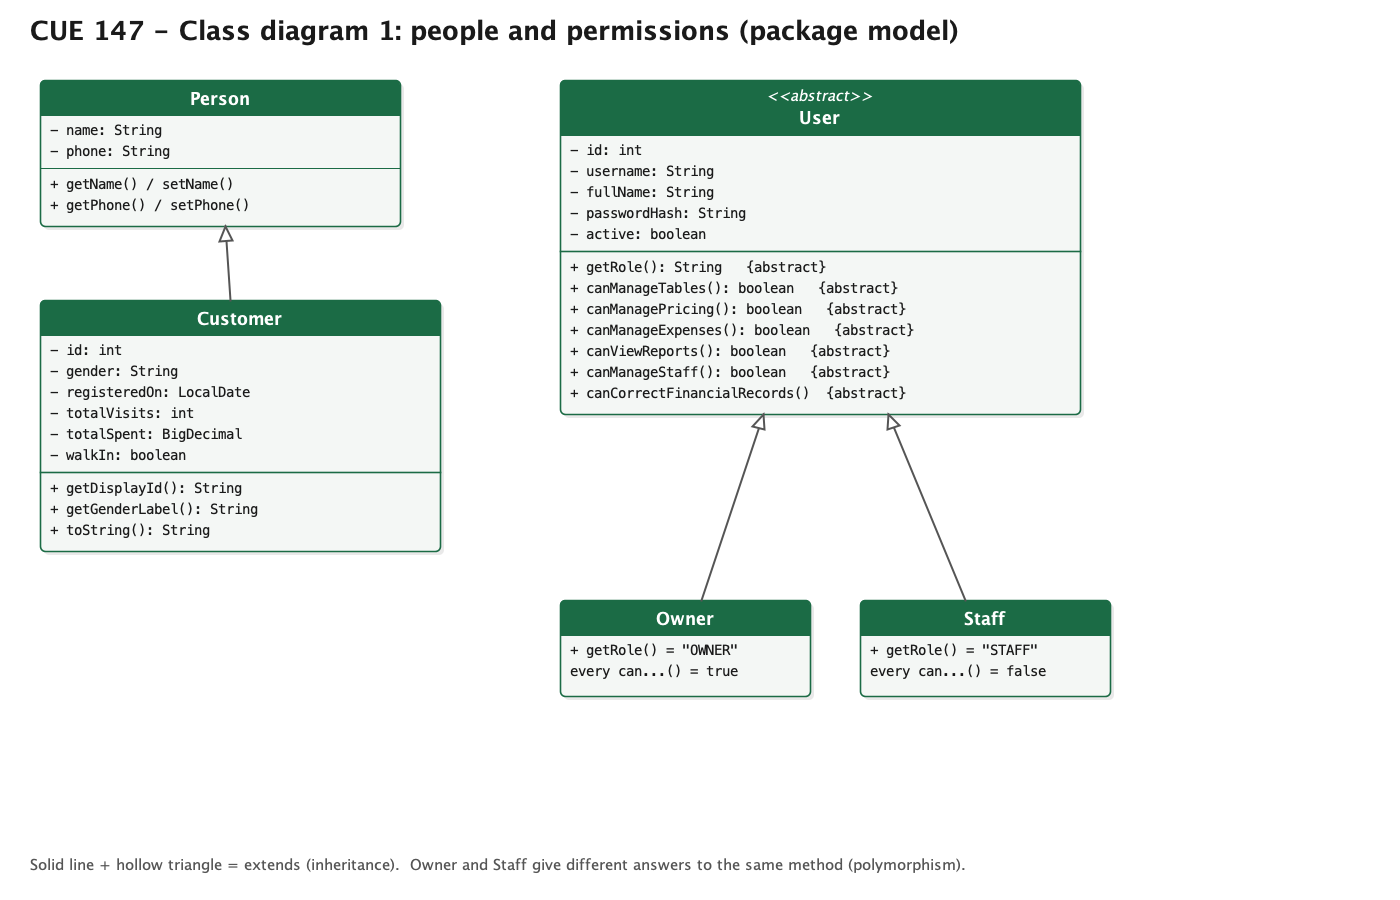 CUE 147 – Class diagram 1: people and permissions (package model)
Person
– name: String
– phone: String
+ getName() / setName()
+ getPhone() / setPhone()
Customer
– id: int
– gender: String
– registeredOn: LocalDate
– totalVisits: int
– totalSpent: BigDecimal
– walkIn: boolean
+ getDisplayId(): String
+ getGenderLabel(): String
+ toString(): String
<<abstract>>
User
– id: int
– username: String
– fullName: String
– passwordHash: String
– active: boolean
+ getRole(): String   {abstract}
+ canManageTables(): boolean   {abstract}
+ canManagePricing(): boolean   {abstract}
+ canManageExpenses(): boolean   {abstract}
+ canViewReports(): boolean   {abstract}
+ canManageStaff(): boolean   {abstract}
+ canCorrectFinancialRecords()  {abstract}
Owner
+ getRole() = "OWNER"
every can...() = true
Staff
+ getRole() = "STAFF"
every can...() = false
Solid line + hollow triangle = extends (inheritance).  Owner and Staff give different answers to the same method (polymorphism).